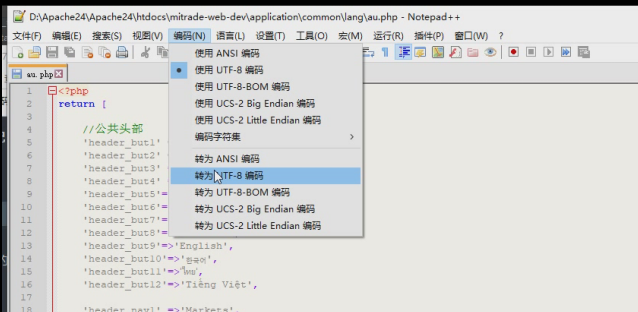 D:\Apache24\Apache24\htdocs\mitrade-web-dev\application\common\lang\au.php - Notepad++
文件(F) 编辑(E) 搜索(S) 视图(V) 编码(N) 语言(L) 设置(T) 工具(O) 宏(M) 运行(R) 插件(P) 窗口(W) ?
au. php
使用 ANSI 编码
使用 UTF-8 编码
使用 UTF-8-BOM 编码
使用 UCS-2 Big Endian 编码
使用 UCS-2 Little Endian 编码
编码字符集
转为 ANSI 编码
转为 UTF-8 编码
转为 UTF-8-BOM 编码
转为 UCS-2 Big Endian 编码
转为 UCS-2 Little Endian 编码
1 <?php
2 return [
3
4 //公共头部
5 'header_but1'
6 'header_but2'
7 'header_but3'
8 'header_but4'
9 'header_but5'=
10 'header_but6'=
11 'header_but7'=
12 'header_but8'=
13 'header_but9'=>'English',
14 'header_but10'=>'한국어',
15 'header_but11'=>'ไทย',
16 'header_but12'=>'Tiếng Việt',
17
18 'header_nav1' =>'Markets',